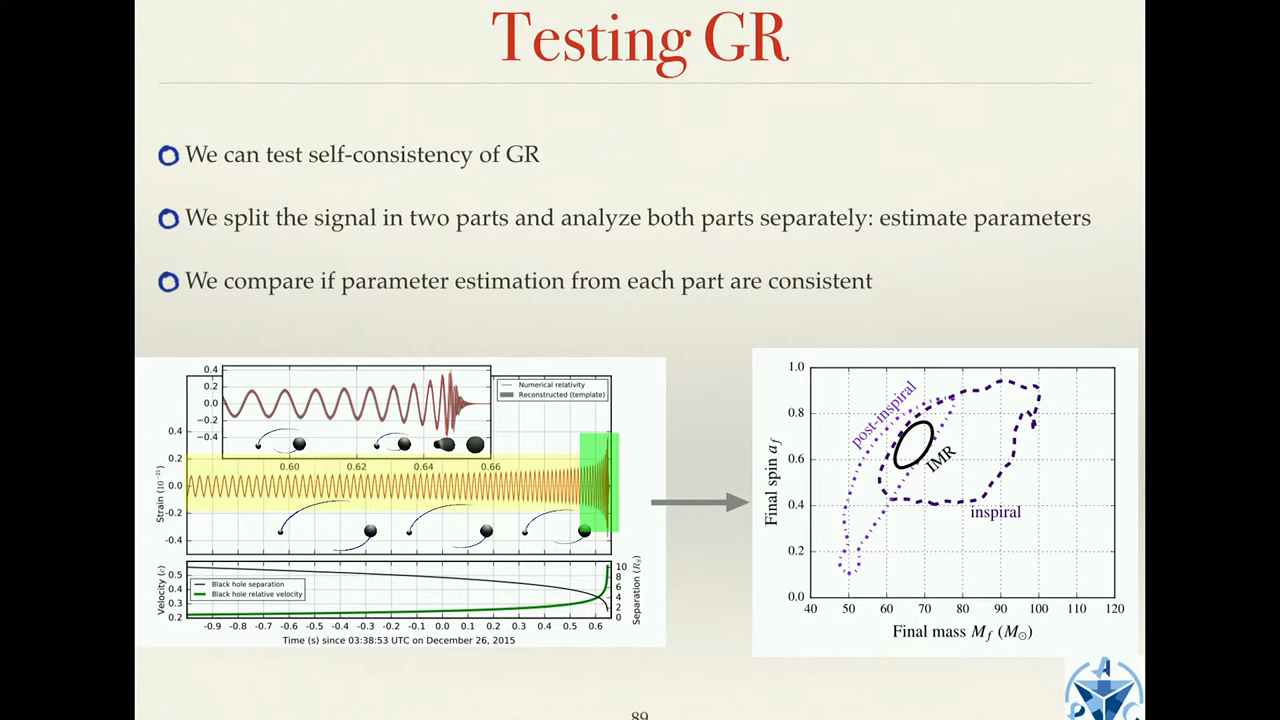 Testing GR
We can test self-consistency of GR
We split the signal in two parts and analyze both parts separately: estimate parameters
We compare if parameter estimation from each part are consistent
0.4
0.2
0.0
−0.2
−0.4
0.60
0.62
0.64
0.66
Numerical relativity
Reconstructed (template)
Strain (10⁻²¹)
0.4
0.2
0.0
-0.2
-0.4
Velocity (c)
0.5
0.4
0.3
0.2
Black hole separation
Black hole relative velocity
10
8
6
4
2
0
Separation (R_S)
-0.9 -0.8 -0.7 -0.6 -0.5 -0.4 -0.3 -0.2 -0.1 0.0 0.1 0.2 0.3 0.4 0.5 0.6
Time (s) since 03:38:53 UTC on December 26, 2015
Final spin a_f
1.0
0.8
0.6
0.4
0.2
0.0
post-inspiral
IMR
inspiral
40 50 60 70 80 90 100 110 120
Final mass M_f (M_⊙)
A
P C
89